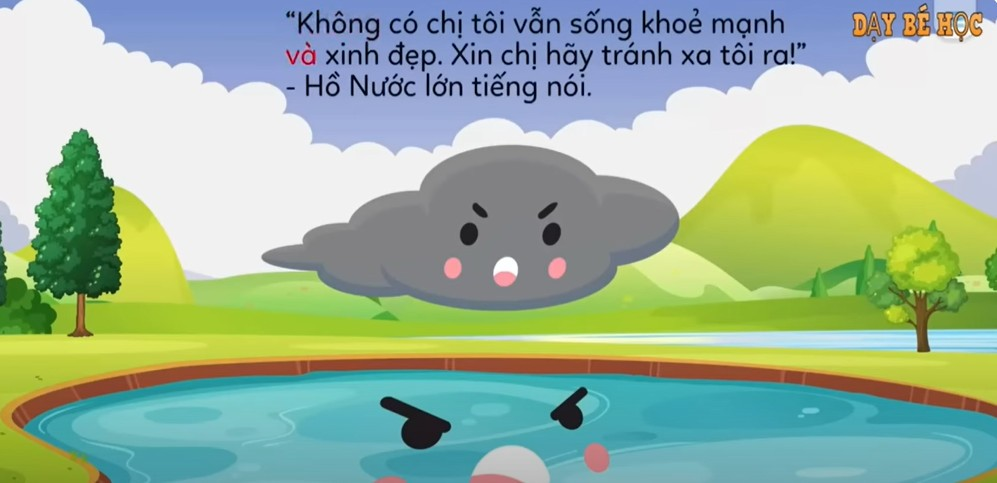 “Không có chị tôi vẫn sống khoẻ mạnh
và xinh đẹp. Xin chị hãy tránh xa tôi ra!”
- Hồ Nước lớn tiếng nói.
DẠY BÉ HỌC